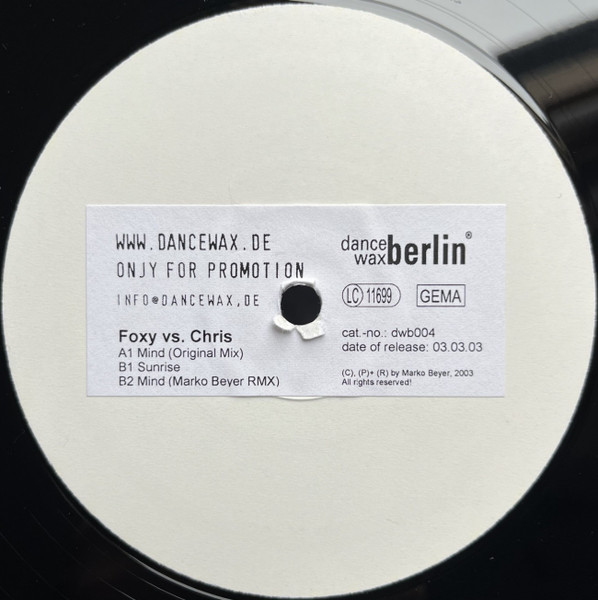 WWW.DANCEWAX.DE
ONJY FOR PROMOTION
INFO@DANCEWAX,DE
Foxy vs. Chris
A1 Mind (Original Mix)
B1 Sunrise
B2 Mind (Marko Beyer RMX)
dance
wax berlin®
LC 11699 GEMA
cat.-no.: dwb004
date of release: 03.03.03
(C), (P)+ (R) by Marko Beyer, 2003
All rights reserved!